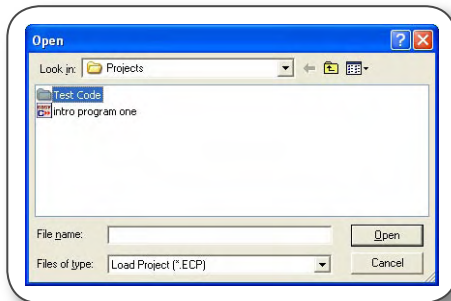 Open
Look in: Projects
Test Code
intro program one
File name: Open
Files of type: Load Project (*.ECP) Cancel